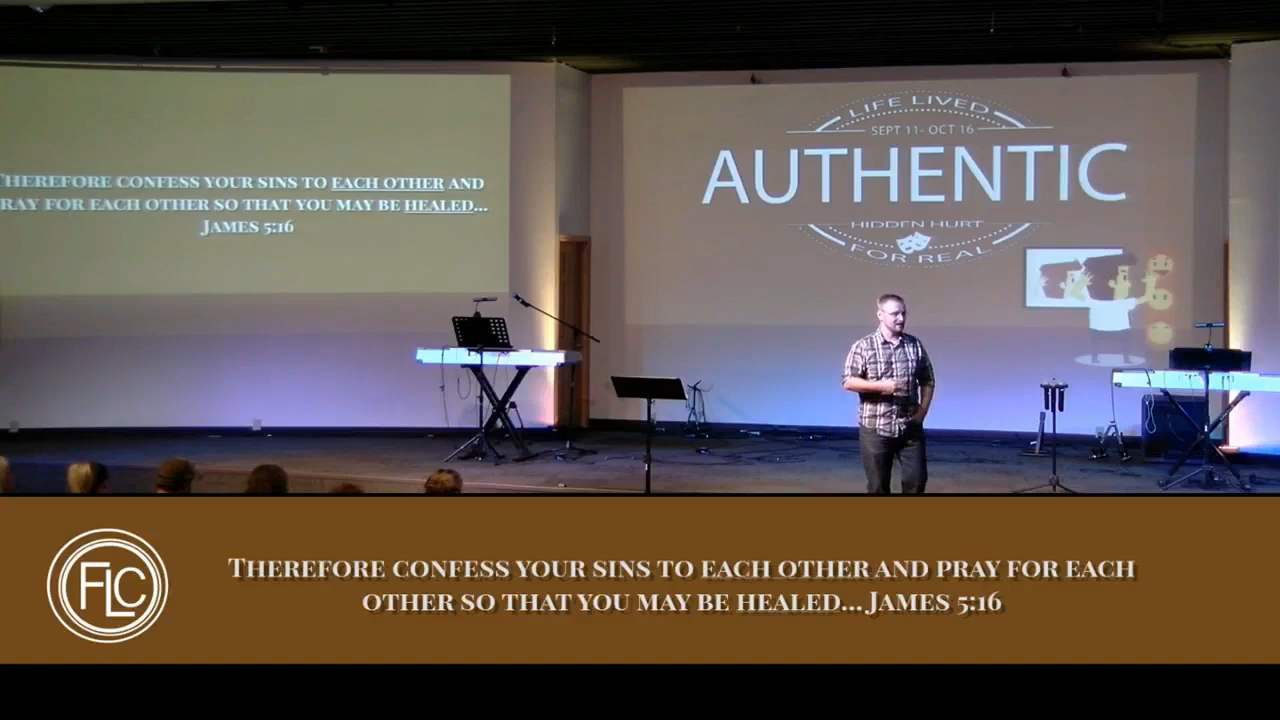 Therefore confess your sins to each other and
pray for each other so that you may be healed...
James 5:16
LIFE LIVED
SEPT 11- OCT 16
AUTHENTIC
HIDDEN HURT
FOR REAL
FLC
Therefore confess your sins to each other and pray for each
other so that you may be healed... James 5:16